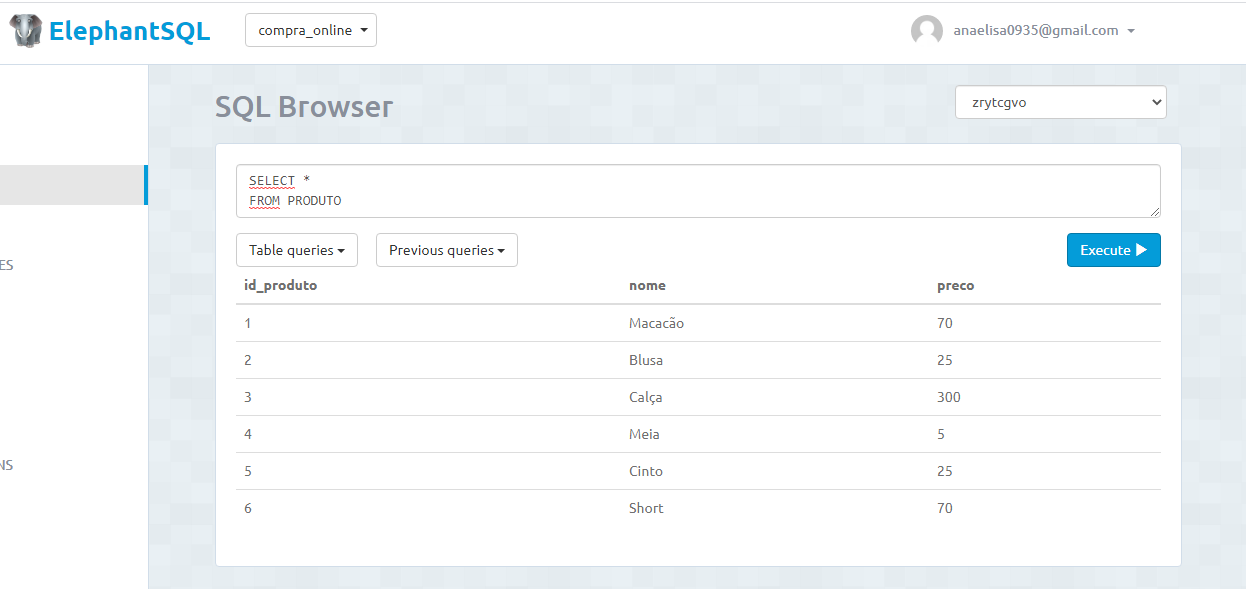 ElephantSQL compra_online anaelisa0935@gmail.com
SQL Browser zrytcgvo
SELECT *
FROM PRODUTO
Table queries Previous queries Execute
ES
id_produto nome preco
1 Macacão 70
2 Blusa 25
3 Calça 300
4 Meia 5
NS
5 Cinto 25
6 Short 70